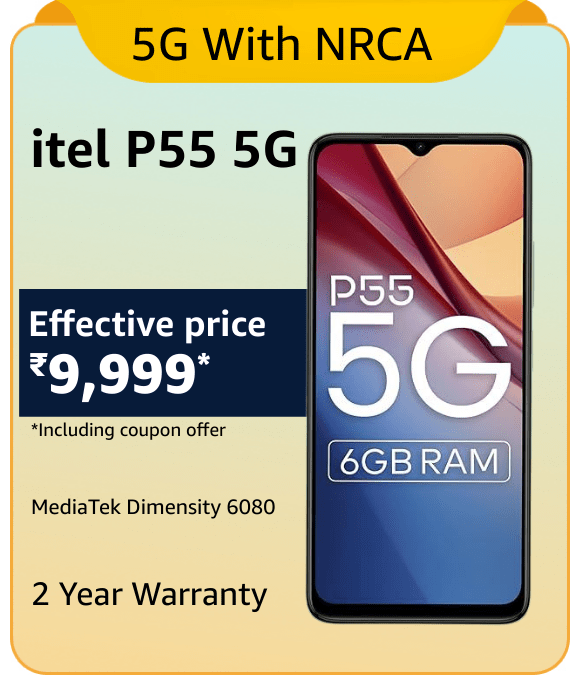 5G With NRCA
itel P55 5G
Effective price
₹9,999*
*Including coupon offer
MediaTek Dimensity 6080
2 Year Warranty
P55
5G
6GB RAM